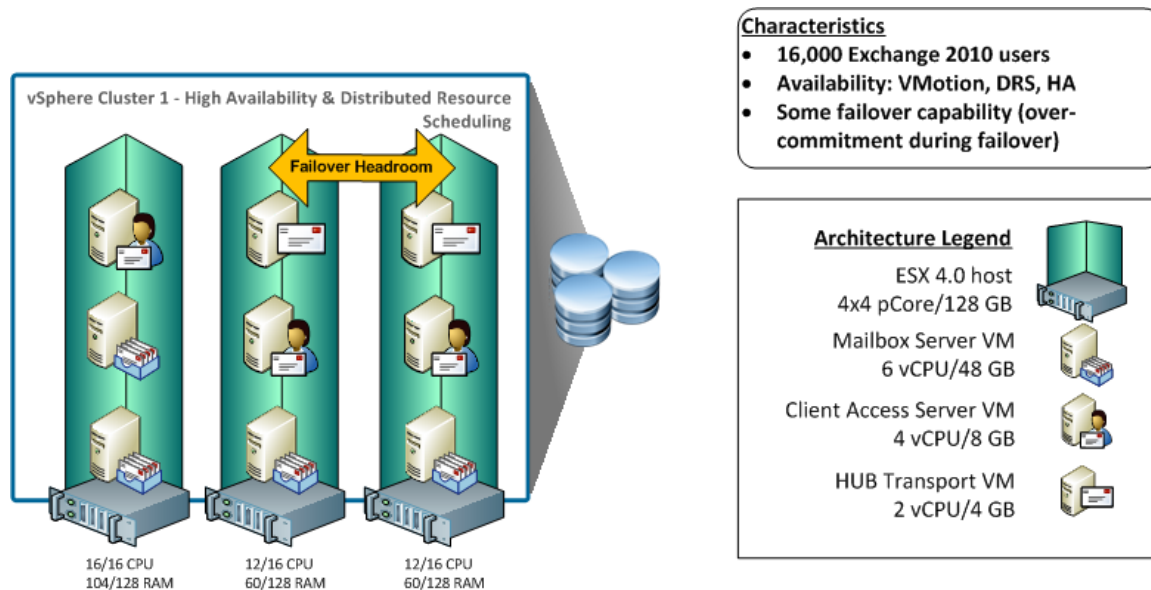 vSphere Cluster 1 - High Availability & Distributed Resource
Scheduling
Failover Headroom
16/16 CPU
104/128 RAM
12/16 CPU
60/128 RAM
12/16 CPU
60/128 RAM
Characteristics
• 16,000 Exchange 2010 users
• Availability: VMotion, DRS, HA
• Some failover capability (over-
commitment during failover)
Architecture Legend
ESX 4.0 host
4x4 pCore/128 GB
Mailbox Server VM
6 vCPU/48 GB
Client Access Server VM
4 vCPU/8 GB
HUB Transport VM
2 vCPU/4 GB